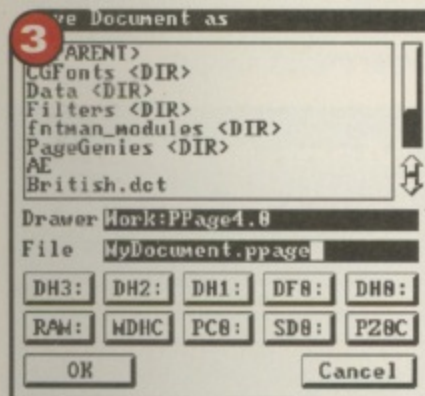 3
ve Document as
PARENT>
CGFonts <DIR>
Data <DIR>
Filters <DIR>
fntman_modules <DIR>
PageGenies <DIR>
AE
British.dct
Drawer Work:PPage4.0
File MyDocument.ppage
DH3: DH2: DH1: DF0: DH0:
RAM: WDHC PC0: SD0: PZ0C
OK Cancel